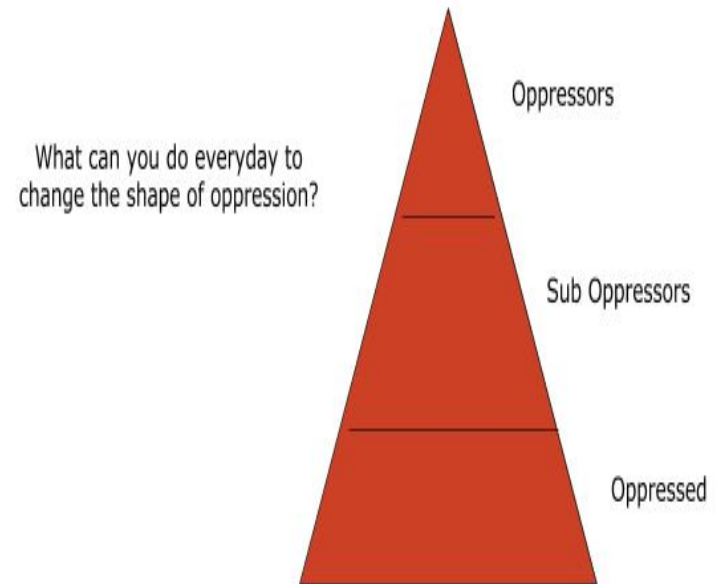 Oppressors
What can you do everyday to
change the shape of oppression?
Sub Oppressors
Oppressed